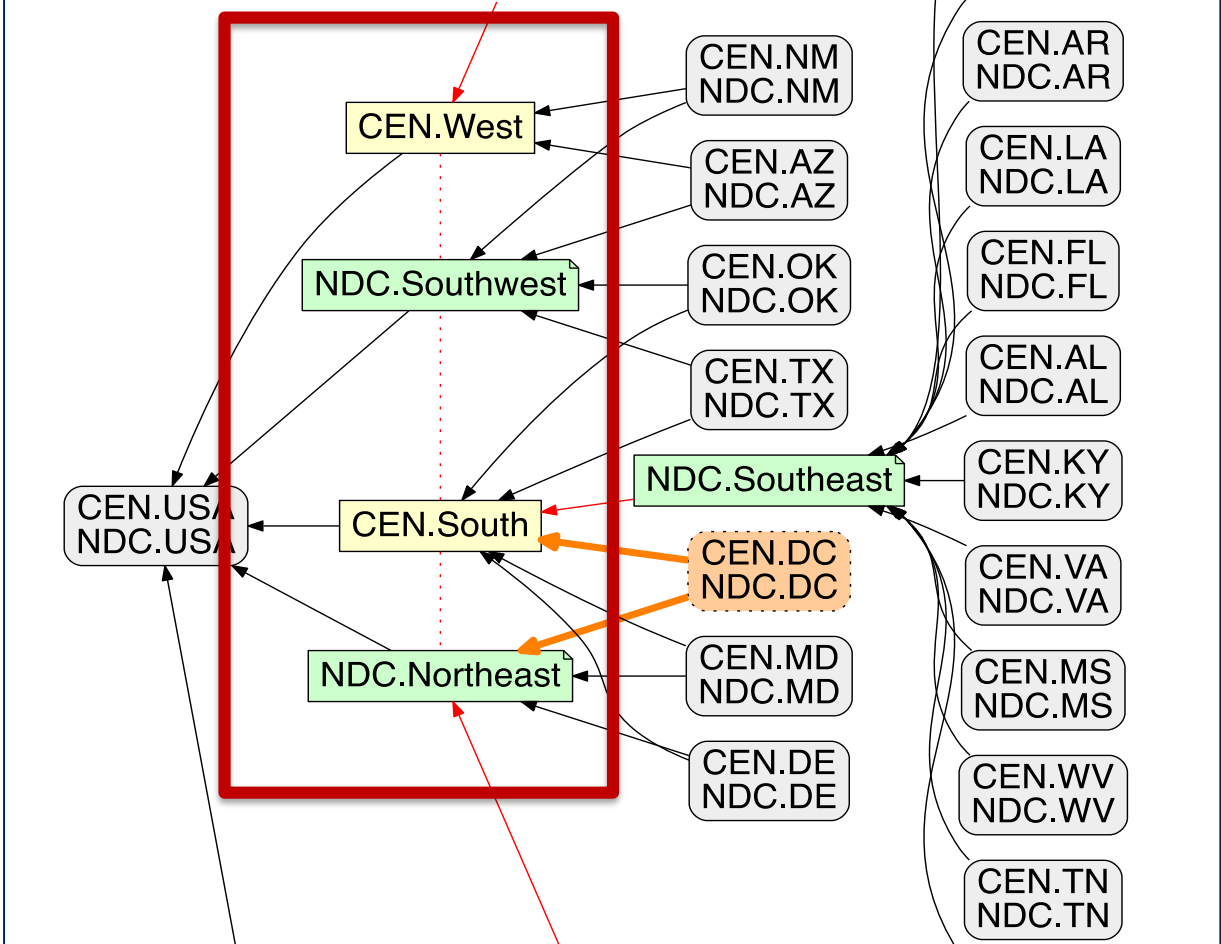 CEN.West
NDC.Southwest
CEN.USA
NDC.USA
CEN.South
NDC.Northeast
CEN.NM
NDC.NM
CEN.AZ
NDC.AZ
CEN.OK
NDC.OK
CEN.TX
NDC.TX
NDC.Southeast
CEN.DC
NDC.DC
CEN.MD
NDC.MD
CEN.DE
NDC.DE
CEN.AR
NDC.AR
CEN.LA
NDC.LA
CEN.FL
NDC.FL
CEN.AL
NDC.AL
CEN.KY
NDC.KY
CEN.VA
NDC.VA
CEN.MS
NDC.MS
CEN.WV
NDC.WV
CEN.TN
NDC.TN